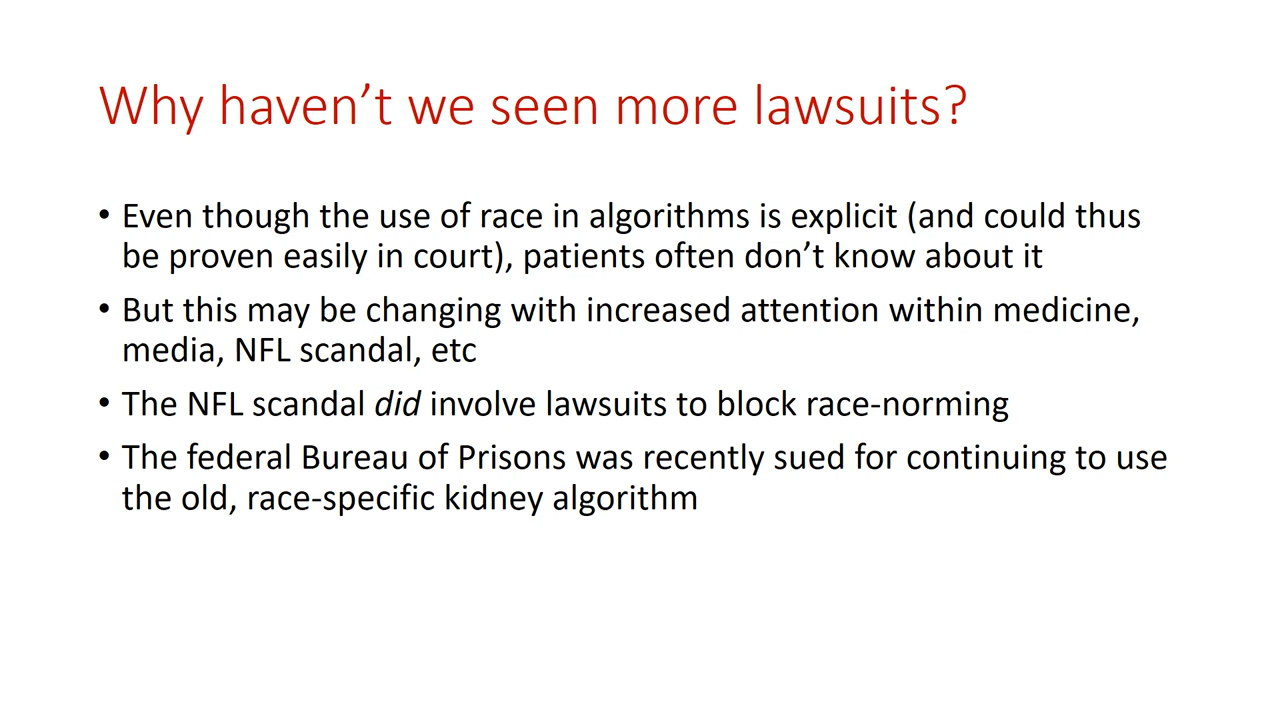 Why haven’t we seen more lawsuits?
• Even though the use of race in algorithms is explicit (and could thus
be proven easily in court), patients often don’t know about it
• But this may be changing with increased attention within medicine,
media, NFL scandal, etc
• The NFL scandal did involve lawsuits to block race-norming
• The federal Bureau of Prisons was recently sued for continuing to use
the old, race-specific kidney algorithm